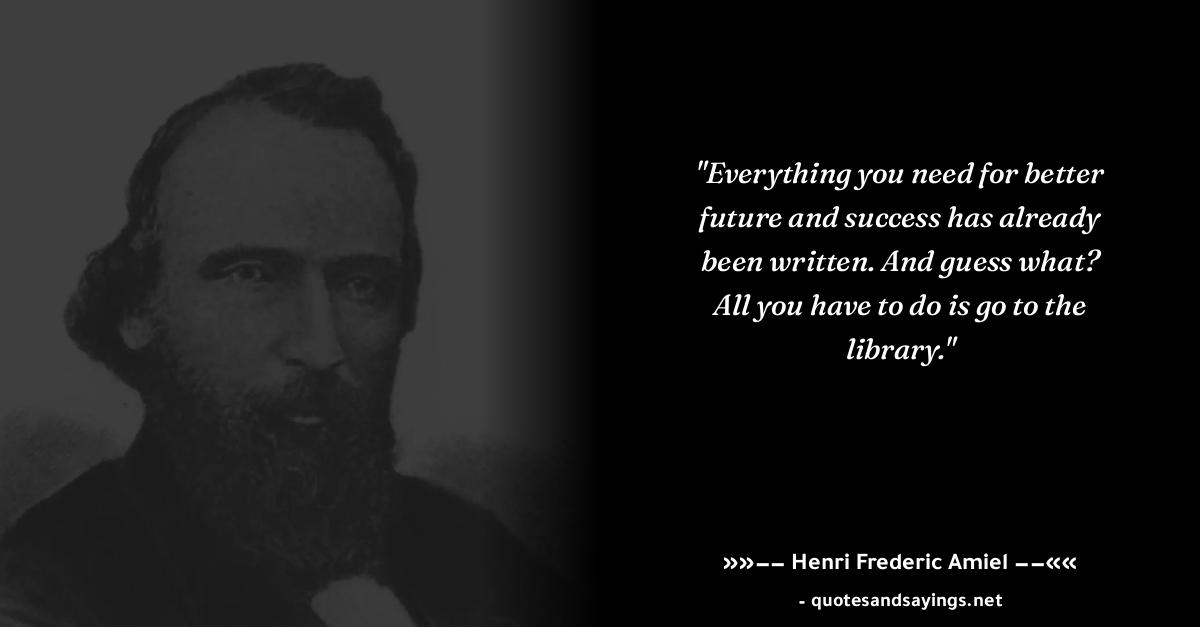 "Everything you need for better
future and success has already
been written. And guess what?
All you have to do is go to the
library."
»»–– Henri Frederic Amiel ––««
- quotesandsayings.net